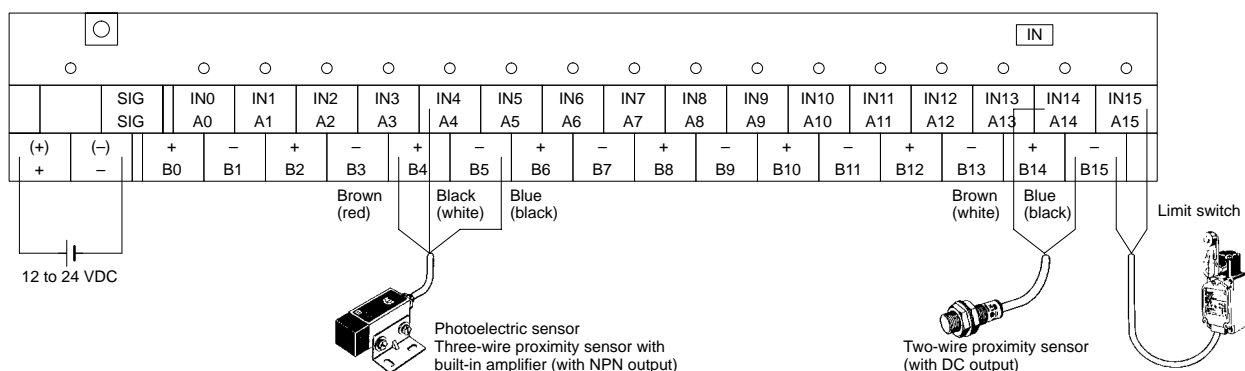 IN
SIG IN0 IN1 IN2 IN3 IN4 IN5 IN6 IN7 IN8 IN9 IN10 IN11 IN12 IN13 IN14 IN15
SIG A0 A1 A2 A3 A4 A5 A6 A7 A8 A9 A10 A11 A12 A13 A14 A15
(+) (–) + – + – + – + – + – + – + – + –
+ – B0 B1 B2 B3 B4 B5 B6 B7 B8 B9 B10 B11 B12 B13 B14 B15
Brown
(red)
Black
(white)
Blue
(black)
Brown
(white)
Blue
(black)
Limit switch
12 to 24 VDC
Photoelectric sensor
Three-wire proximity sensor with
built-in amplifier (with NPN output)
Two-wire proximity sensor
(with DC output)